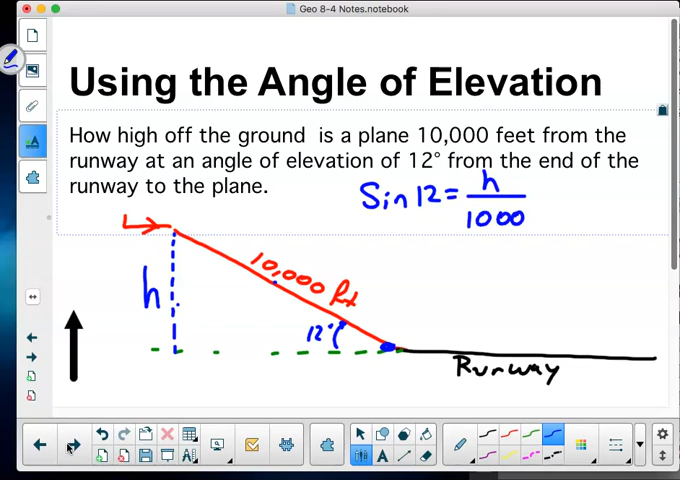 Geo 8-4 Notes.notebook
Using the Angle of Elevation
How high off the ground is a plane 10,000 feet from the
runway at an angle of elevation of 12° from the end of the
runway to the plane.
Sin 12 = h
1000
10,000 ft
h
12°
Runway